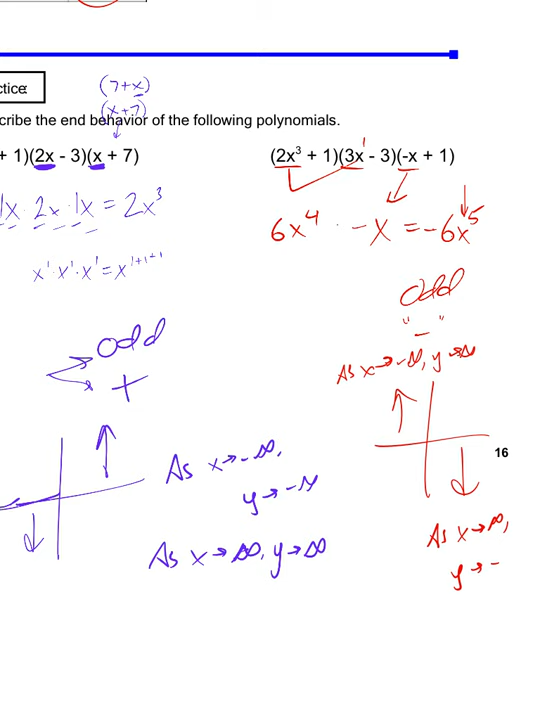 ctice:
(7+x)
(x+7)
cribe the end behavior of the following polynomials.
+ 1)(2x - 3)(x + 7)
1x · 2x · 1x = 2x³
x¹·x¹·x¹ = x¹⁺¹⁺¹
odd
+
As x→-∞,
y→-∞
As x→∞, y→∞
(2x³ + 1)(3x¹ - 3)(-x + 1)
6x⁴ · -x = -6x⁵
odd
"-"
As x→-∞, y→∞
16
As x→∞,
y→-